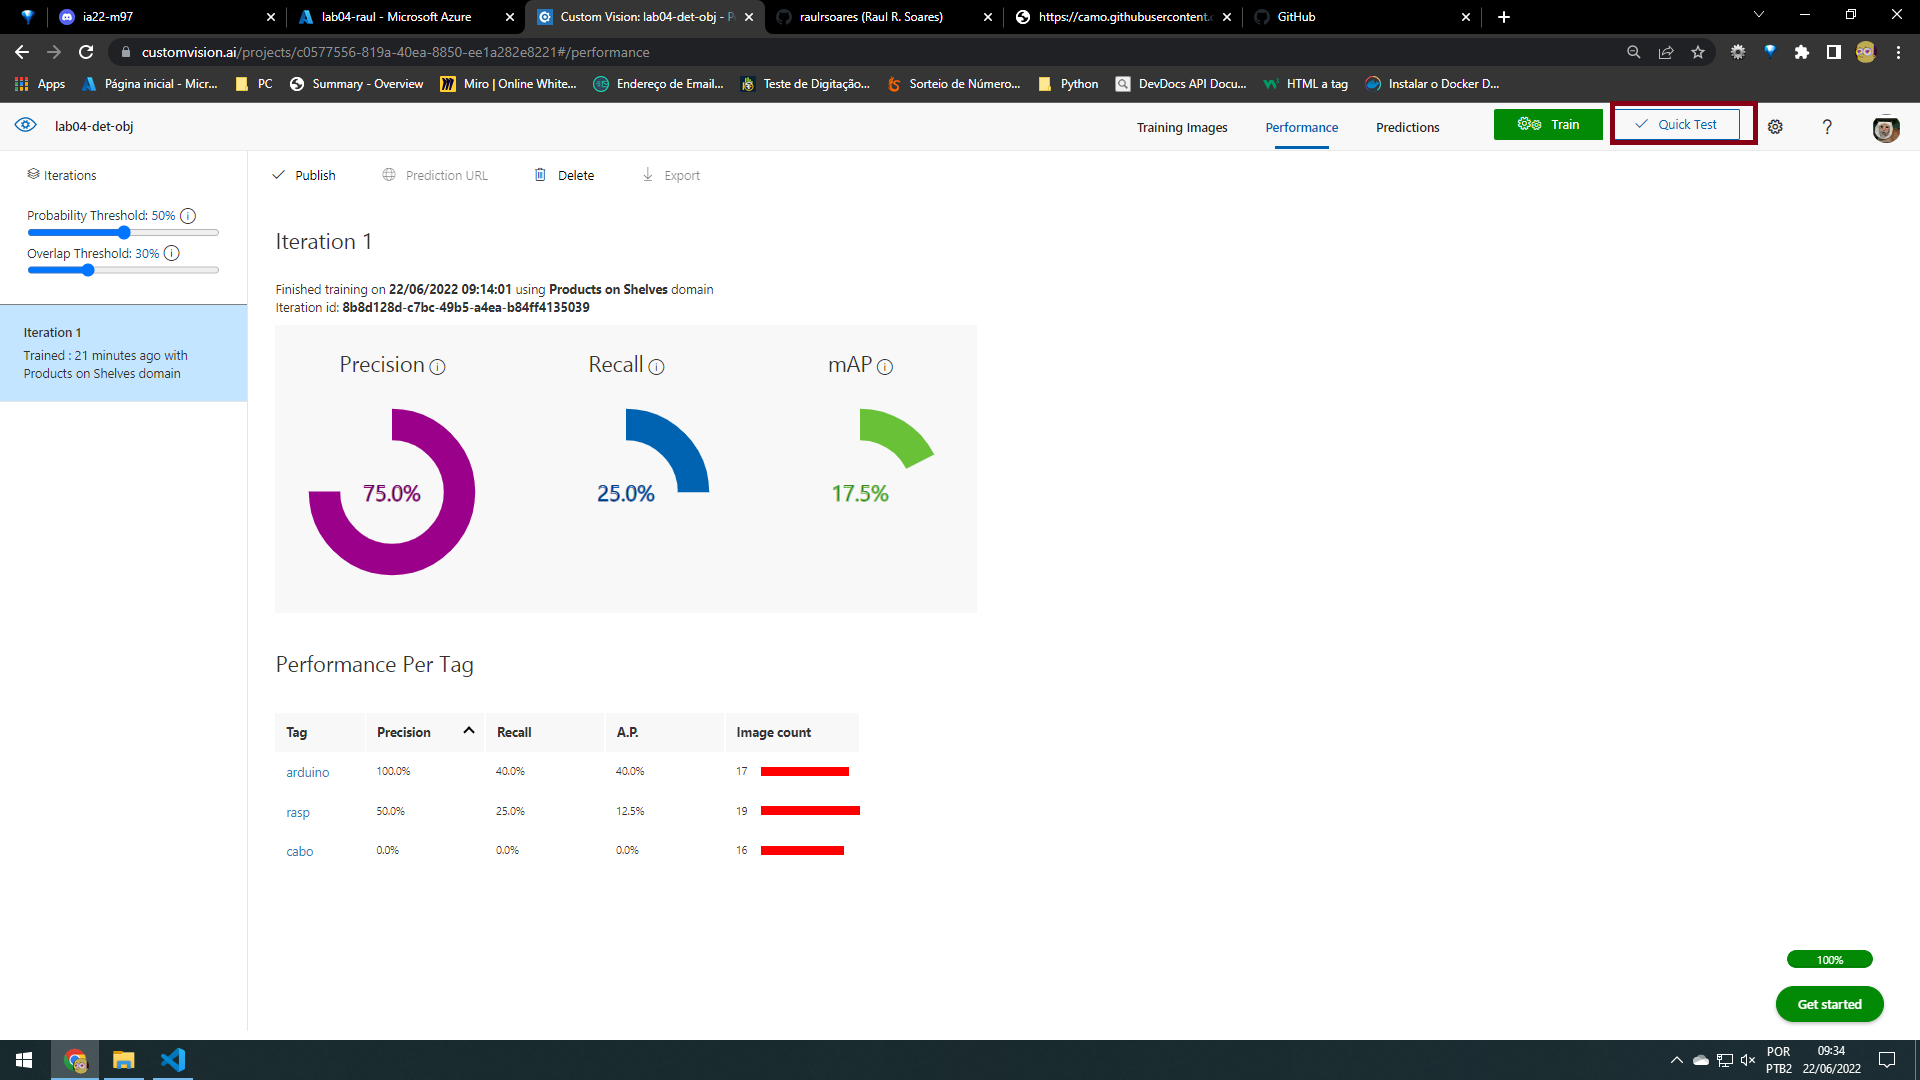 ia22-m97
lab04-raul - Microsoft Azure
Custom Vision: lab04-det-obj - P
raulrsoares (Raul R. Soares)
https://camo.githubusercontent.c
GitHub
customvision.ai/projects/c0577556-819a-40ea-8850-ee1a282e8221#/performance
Apps
Página inicial - Micr...
PC
Summary - Overview
Miro | Online White...
Endereço de Email...
Teste de Digitação...
Sorteio de Número...
Python
DevDocs API Docu...
HTML a tag
Instalar o Docker D...
lab04-det-obj
Training Images
Performance
Predictions
Train
Quick Test
?
Iterations
Probability Threshold: 50%
Overlap Threshold: 30%
Iteration 1
Trained : 21 minutes ago with
Products on Shelves domain
Publish
Prediction URL
Delete
Export
Iteration 1
Finished training on 22/06/2022 09:14:01 using Products on Shelves domain
Iteration id: 8b8d128d-c7bc-49b5-a4ea-b84ff4135039
Precision
Recall
mAP
75.0%
25.0%
17.5%
Performance Per Tag
Tag Precision Recall A.P. Image count
arduino 100.0% 40.0% 40.0% 17
rasp 50.0% 25.0% 12.5% 19
cabo 0.0% 0.0% 0.0% 16
100%
Get started
POR
PTB2
09:34
22/06/2022